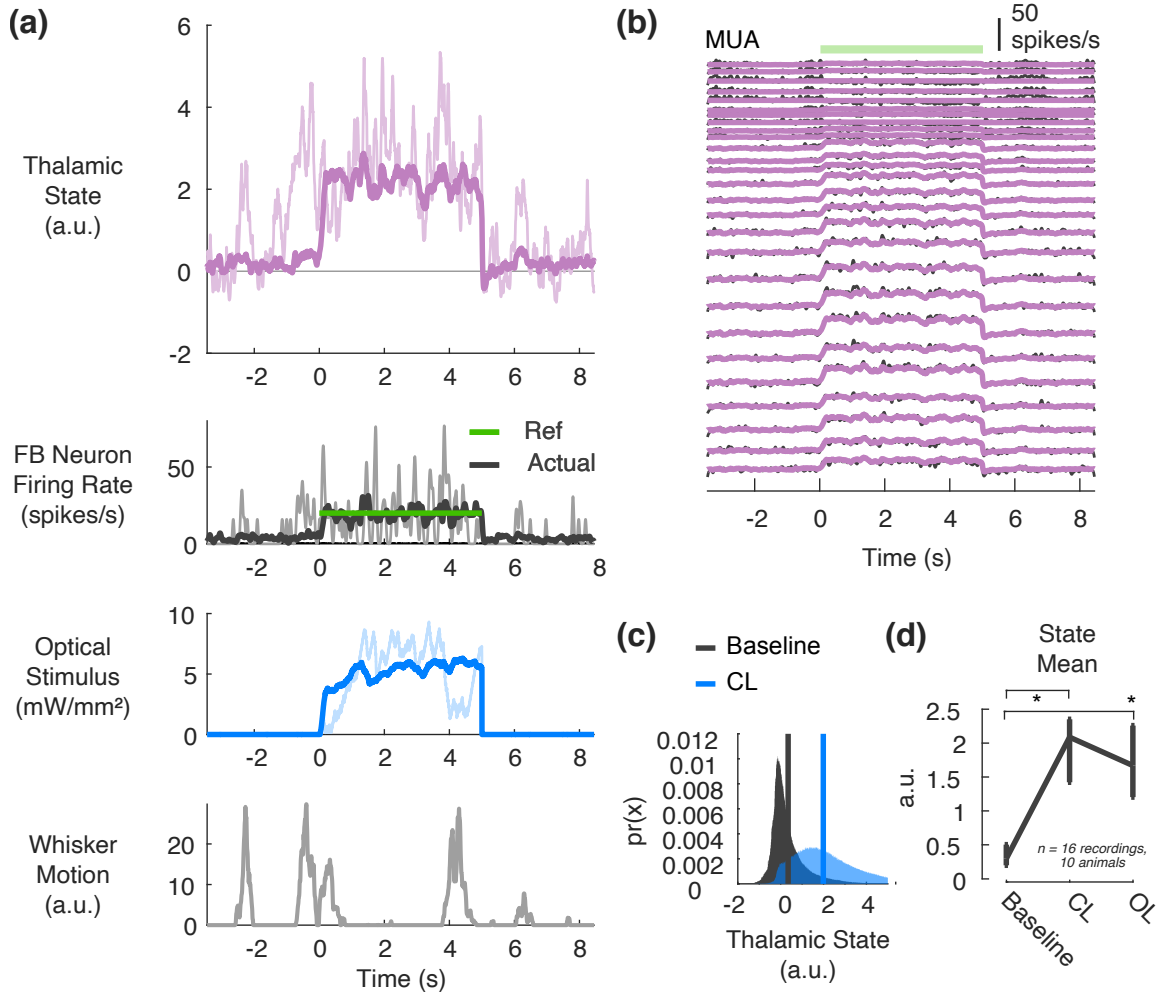 (a)
6
4
2
0
-2
Thalamic
State
(a.u.)
-2 0 2 4 6 8
FB Neuron
Firing Rate
(spikes/s)
50
0
Ref
Actual
-2 0 2 4 6 8
Optical
Stimulus
(mW/mm²)
10
5
0
-2 0 2 4 6 8
Whisker
Motion
(a.u.)
20
10
0
-2 0 2 4 6 8
Time (s)
(b)
MUA
50
spikes/s
-2 0 2 4 6 8
Time (s)
(c)
Baseline
CL
pr(x)
0.012
0.01
0.008
0.006
0.004
0.002
0
-2 0 2 4
Thalamic State
(a.u.)
(d)
State
Mean
* *
a.u.
2.5
2
1.5
1
0.5
0
n = 16 recordings,
10 animals
Baseline
CL
OL